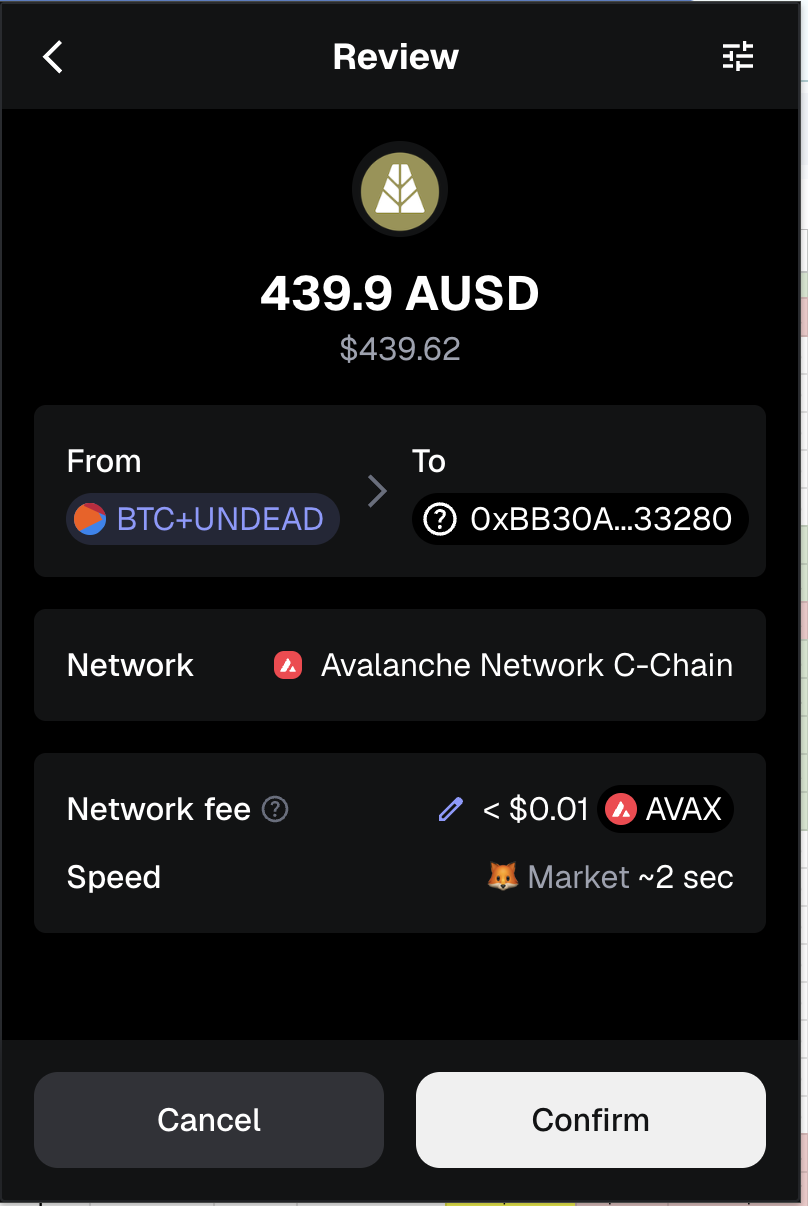 Review
439.9 AUSD
$439.62
From
To
BTC+UNDEAD
0xBB30A...33280
Network
Avalanche Network C-Chain
Network fee
< $0.01
AVAX
Speed
Market ~2 sec
Cancel
Confirm